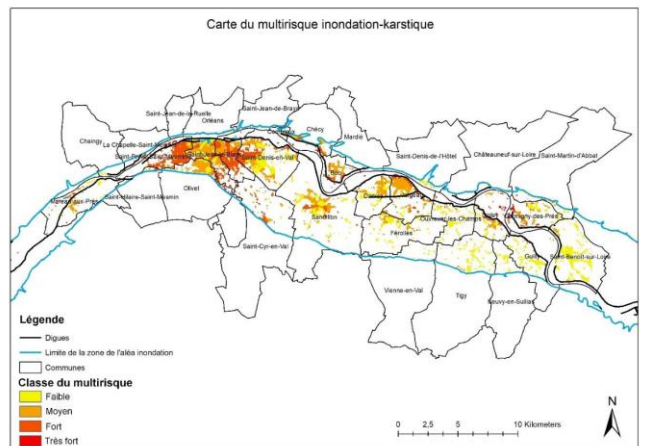 Carte du multirisque inondation-karstique
Saint-Jean-de-Braye
Saint-Jean-de-la-Ruelle
Orléans
Chécy
Mardié
Chaingy
La Chapelle-Saint-Mesmin
Saint-Denis-en-Val
Saint-Denis-de-l'Hôtel
Châteauneuf-sur-Loire
Saint-Martin-d'Abbat
Bou
Olivet
Saint-Hilaire-Saint-Mesmin
Mareau-aux-Prés
Sandillon
Ouvrouer-les-Champs
Férolles
Saint-Cyr-en-Val
Guilly
Saint-Benoît-sur-Loire
Vienne-en-Val
Tigy
Neuvy-en-Sullias
Légende
Digues
Limite de la zone de l'aléa inondation
Communes
Classe du multirisque
Faible
Moyen
Fort
Très fort
N
0 2,5 5 10 Kilometers